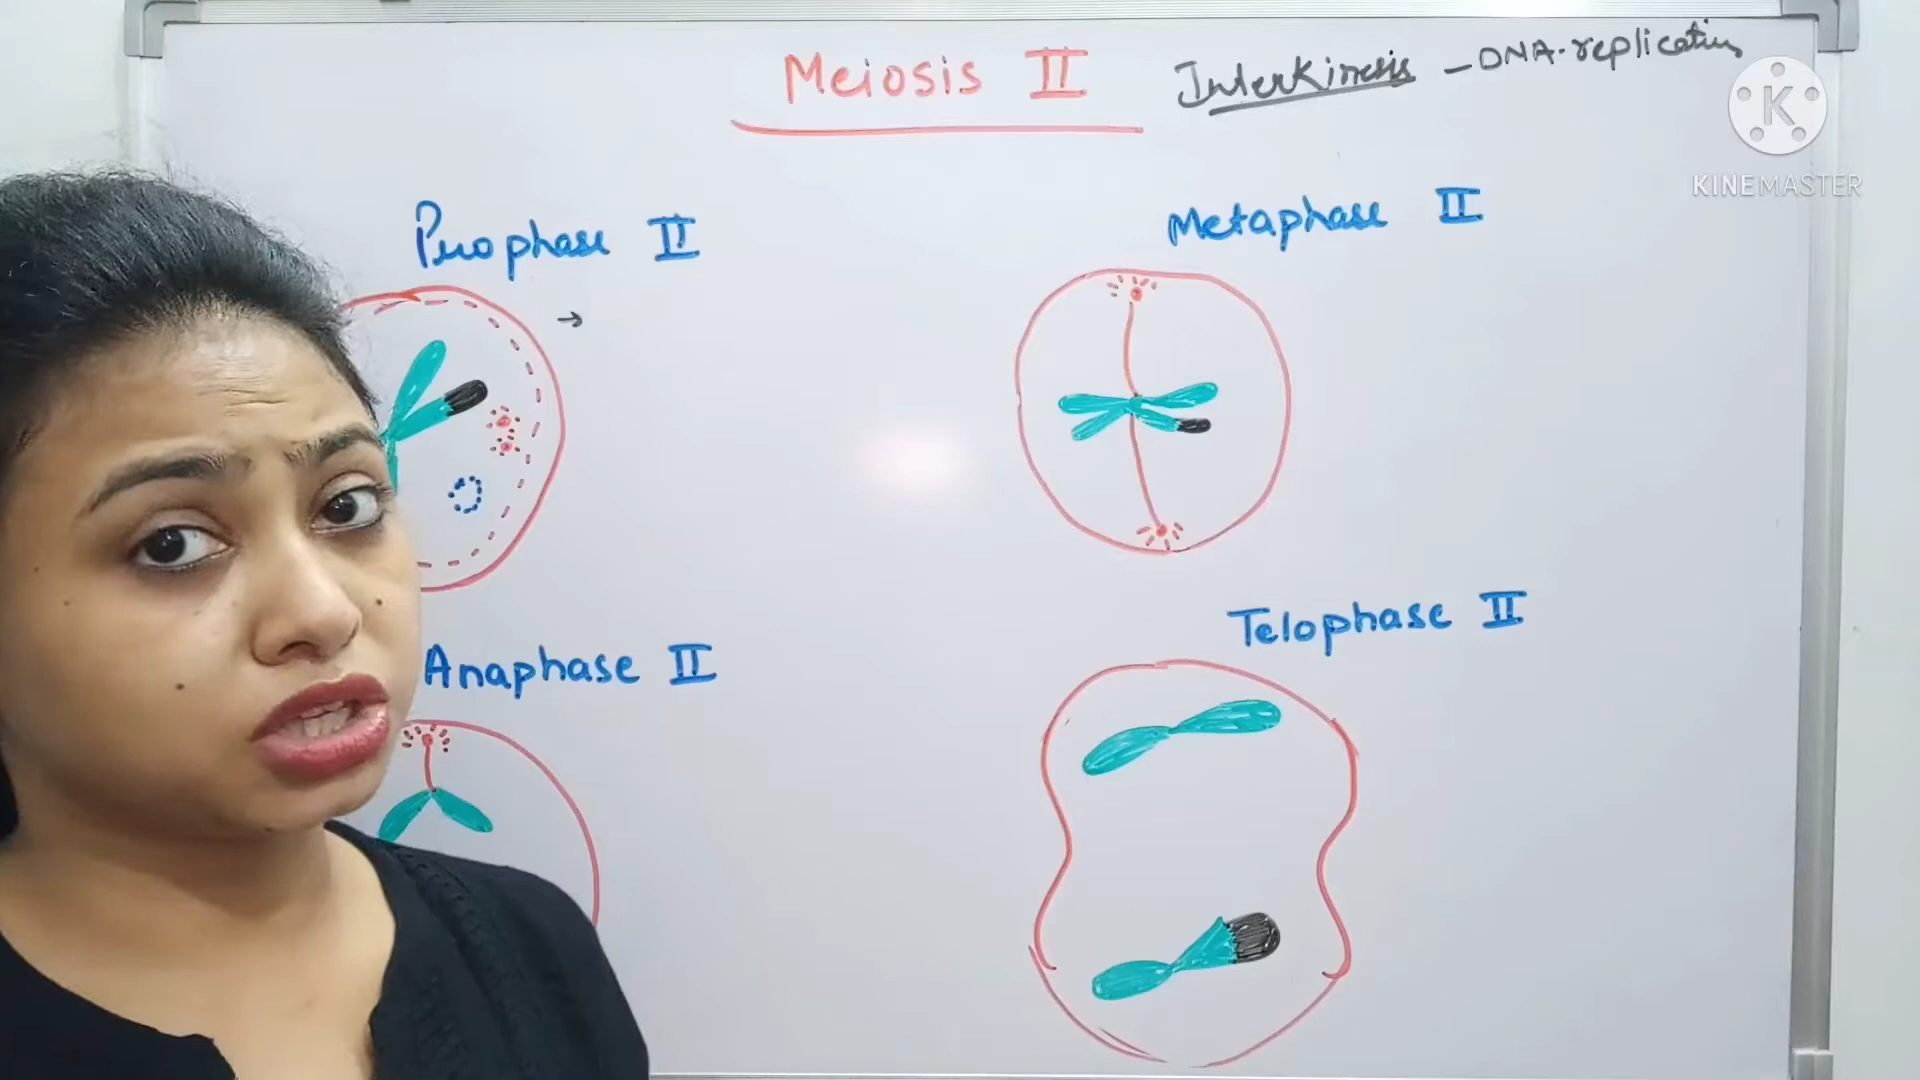 Meiosis II
Interkinesis - DNA-replication
KINEMASTER
Prophase II
Metaphase II
Anaphase II
Telophase II